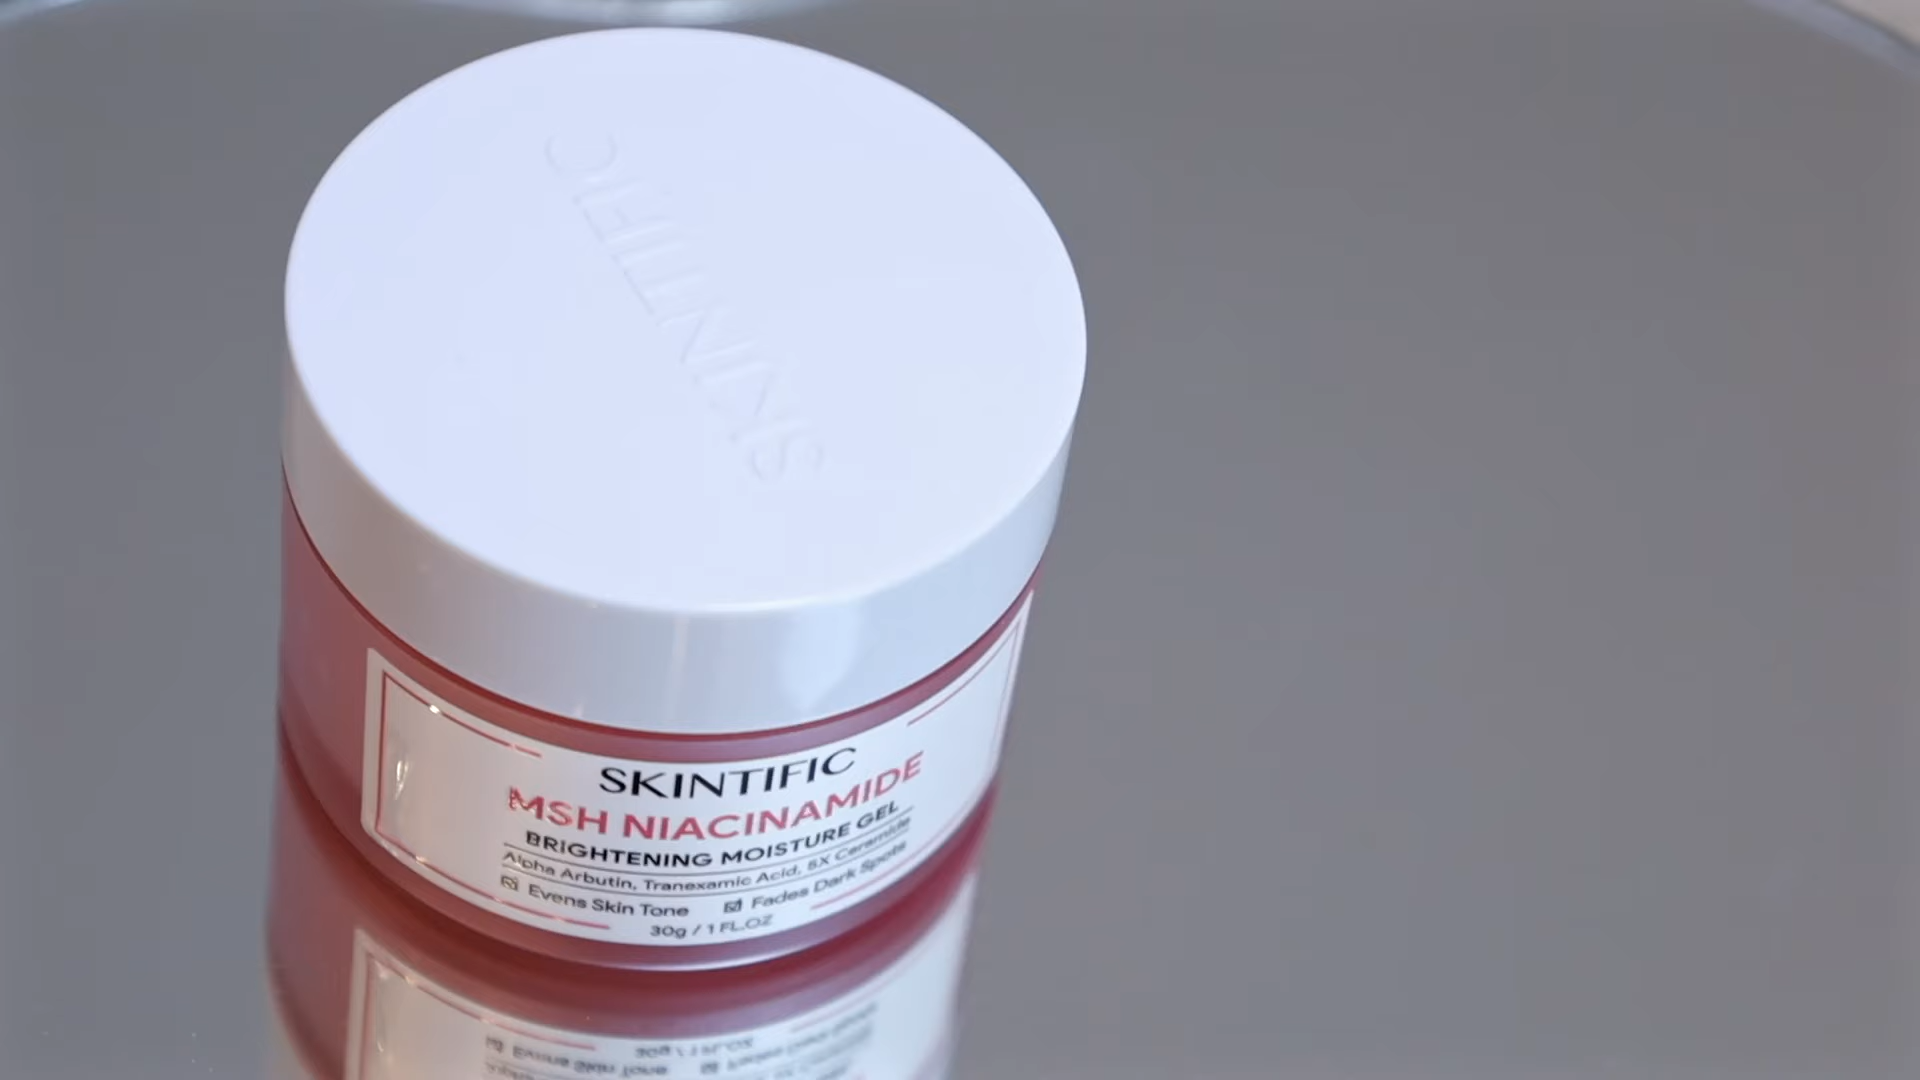 SKINTIFIC
SKINTIFIC
MSH NIACINAMIDE
BRIGHTENING MOISTURE GEL
Alpha Arbutin, Tranexamic Acid, 5X Ceramide
☑ Evens Skin Tone ☑ Fades Dark Spots
30g / 1 FL.OZ